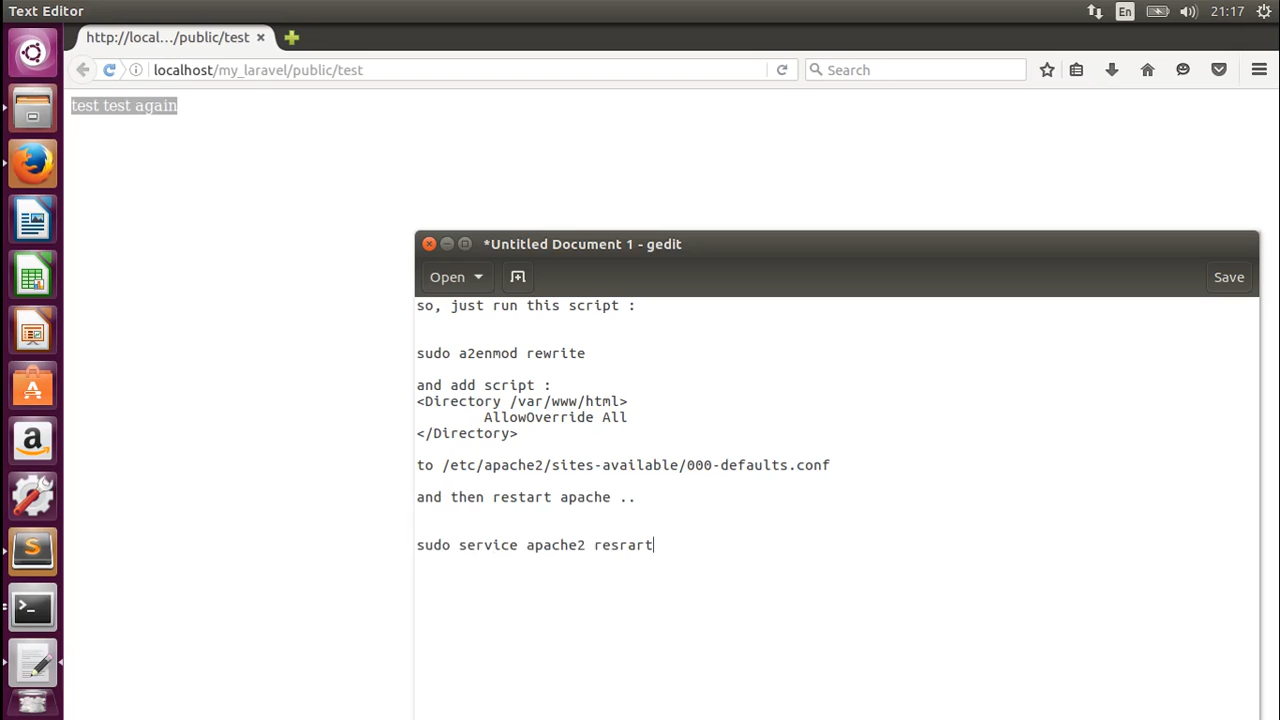 Text Editor
En
21:17
http://local.../public/test
localhost/my_laravel/public/test
Search
test test again
*Untitled Document 1 - gedit
Open
Save
so, just run this script :
sudo a2enmod rewrite
and add script :
<Directory /var/www/html>
AllowOverride All
</Directory>
to /etc/apache2/sites-available/000-defaults.conf
and then restart apache ..
sudo service apache2 resrart